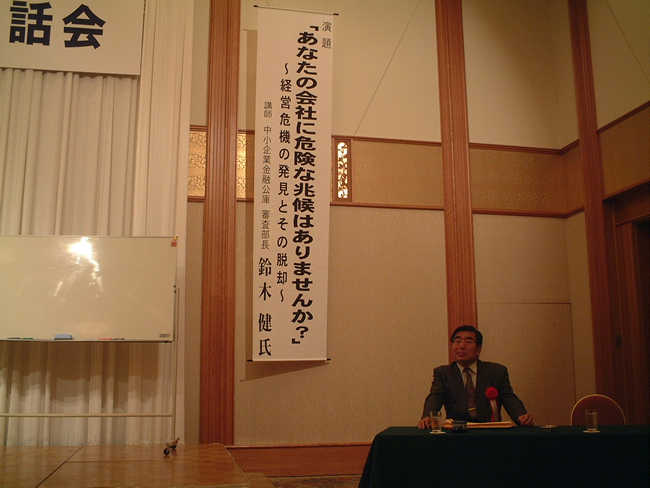 話会
演題
「あなたの会社に危険な兆候はありませんか?」
~経営危機の発見とその脱却~
講師 中小企業金融公庫 審査部長 鈴木 健氏